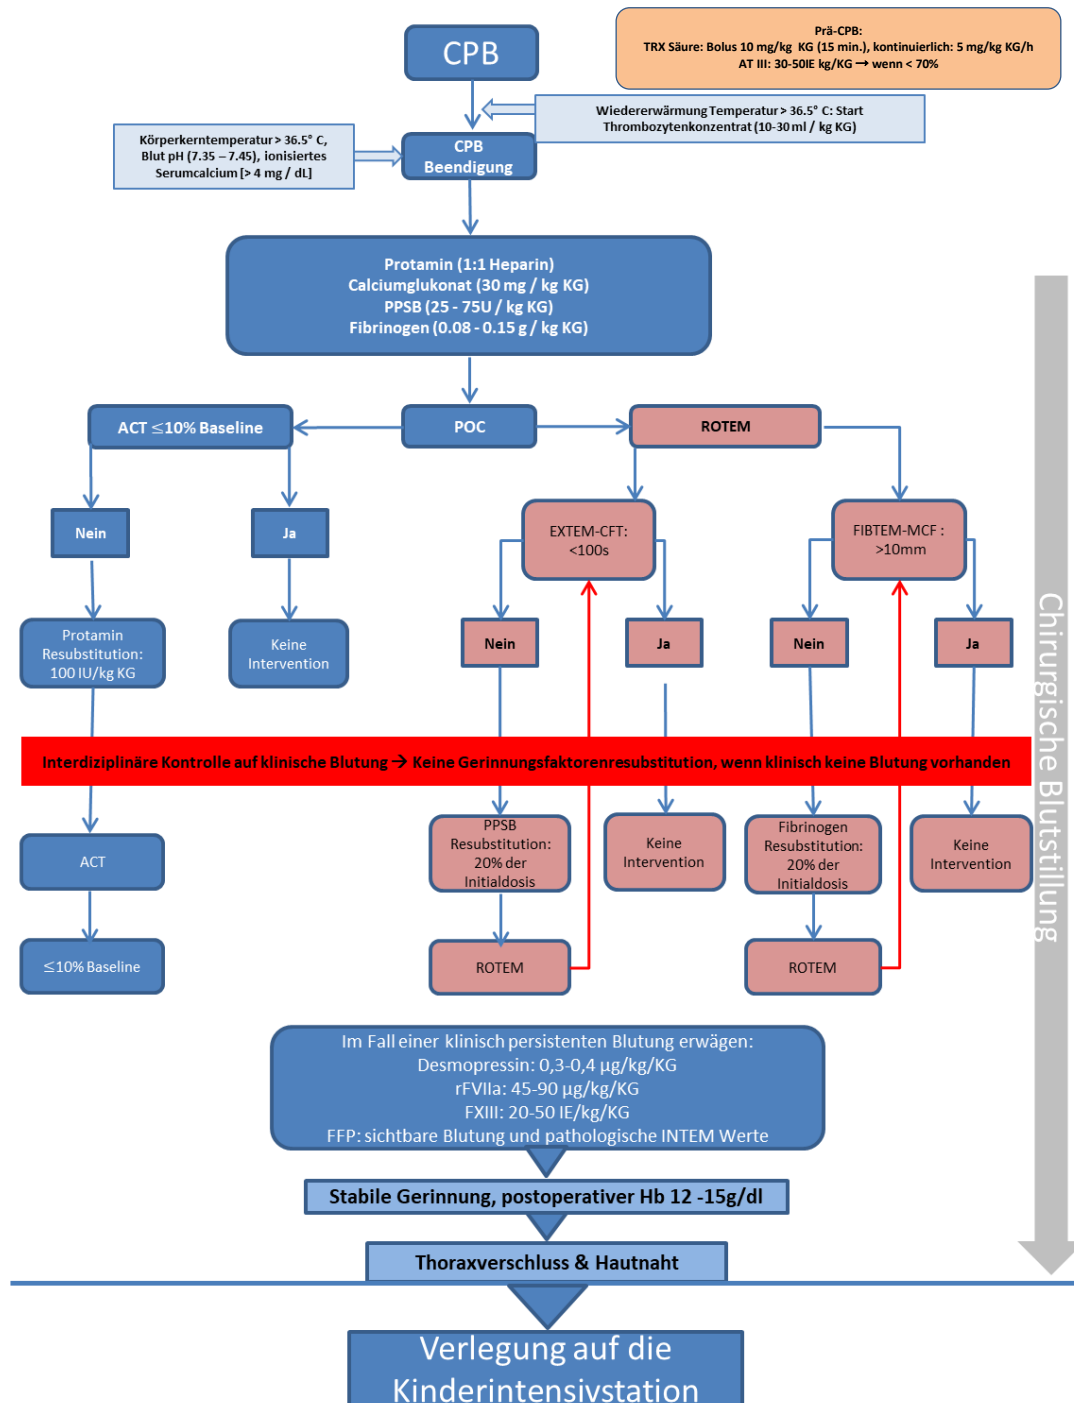 CPB
Prä-CPB:
TRX Säure: Bolus 10 mg/kg KG (15 min.), kontinuierlich: 5 mg/kg KG/h
AT III: 30-50IE kg/KG → wenn < 70%
Wiedererwärmung Temperatur > 36.5° C: Start
Thrombozytenkonzentrat (10-30 ml / kg KG)
Körperkerntemperatur > 36.5° C,
Blut pH (7.35 – 7.45), ionisiertes
Serumcalcium [> 4 mg / dL]
CPB
Beendigung
Protamin (1:1 Heparin)
Calciumglukonat (30 mg / kg KG)
PPSB (25 - 75U / kg KG)
Fibrinogen (0.08 - 0.15 g / kg KG)
ACT ≤10% Baseline
POC
ROTEM
Nein
Ja
EXTEM-CFT:
<100s
FIBTEM-MCF :
>10mm
Protamin
Resubstitution:
100 IU/kg KG
Keine
Intervention
Nein
Ja
Nein
Ja
Interdiziplinäre Kontrolle auf klinische Blutung → Keine Gerinnungsfaktorenresubstitution, wenn klinisch keine Blutung vorhanden
ACT
PPSB
Resubstitution:
20% der
Initialdosis
Keine
Intervention
Fibrinogen
Resubstitution:
20% der
Initialdosis
Keine
Intervention
≤10% Baseline
ROTEM
ROTEM
Chirurgische Blutstillung
Im Fall einer klinisch persistenten Blutung erwägen:
Desmopressin: 0,3-0,4 µg/kg/KG
rFVIIa: 45-90 µg/kg/KG
FXIII: 20-50 IE/kg/KG
FFP: sichtbare Blutung und pathologische INTEM Werte
Stabile Gerinnung, postoperativer Hb 12 -15g/dl
Thoraxverschluss & Hautnaht
Verlegung auf die
Kinderintensivstation